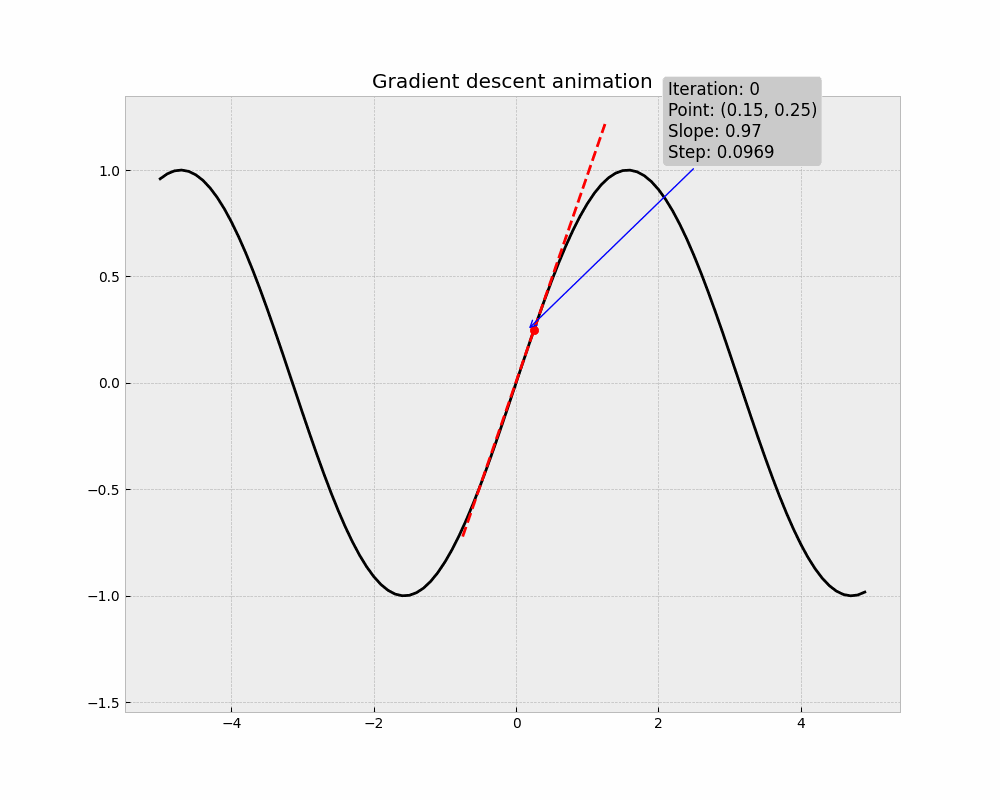 Gradient descent animation
Iteration: 0
Point: (0.15, 0.25)
Slope: 0.97
Step: 0.0969
1.0
0.5
0.0
−0.5
−1.0
−1.5
−4
−2
0
2
4